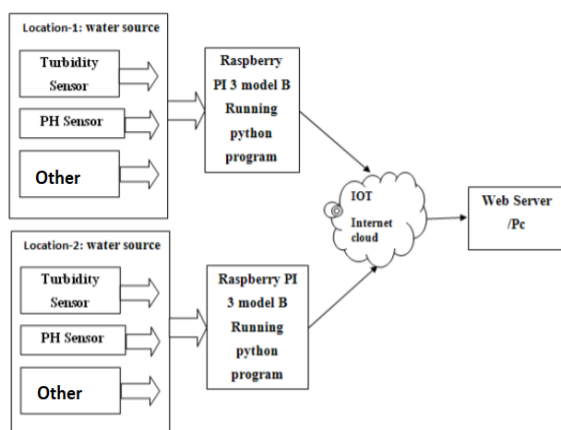 Location-1: water source
Turbidity
Sensor
PH Sensor
Other
Raspberry
PI 3 model B
Running
python
program
IOT
Internet
cloud
Web Server
/Pc
Location-2: water source
Turbidity
Sensor
PH Sensor
Other
Raspberry PI
3 model B
Running
python
program